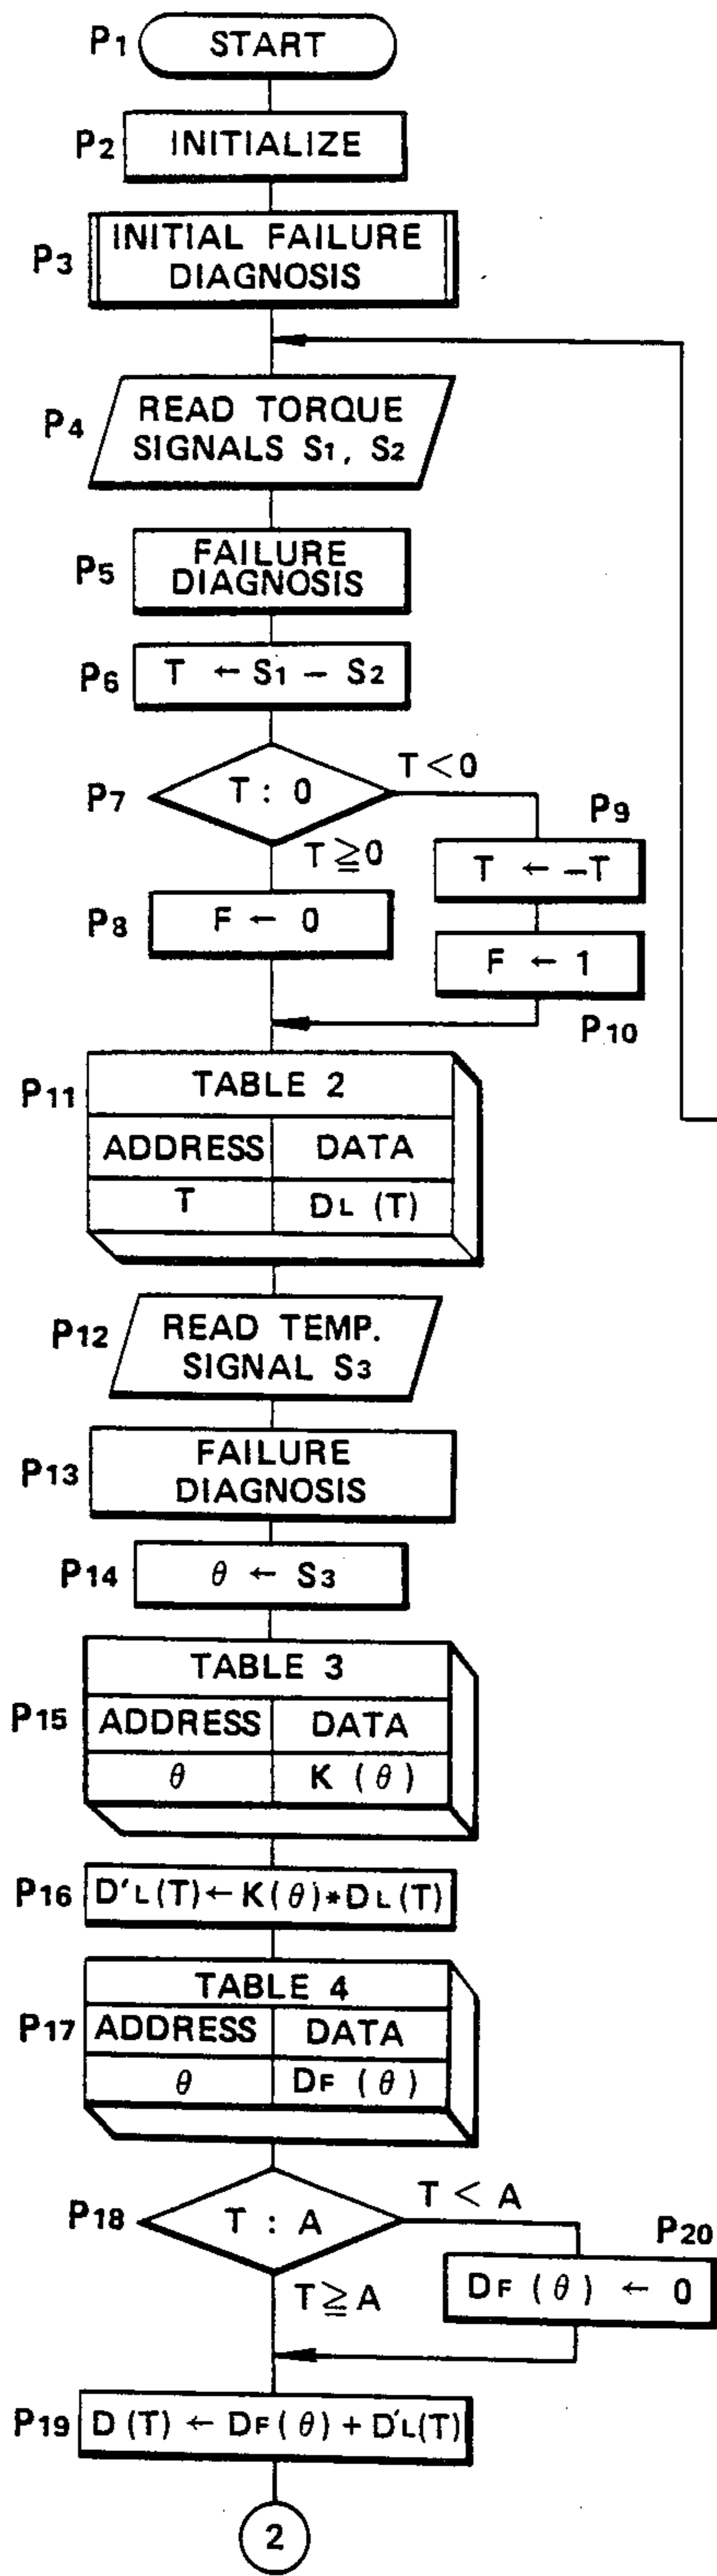 P1 START
P2 INITIALIZE
P3 INITIAL FAILURE
DIAGNOSIS
P4 READ TORQUE
SIGNALS S1, S2
P5 FAILURE
DIAGNOSIS
P6 T ← S1 − S2
P7 T : 0
T < 0
T ≧ 0
P9
T ← −T
P8 F ← 0
F ← 1
P10
P11 TABLE 2
ADDRESS DATA
T DL (T)
P12 READ TEMP.
SIGNAL S3
P13 FAILURE
DIAGNOSIS
P14 θ ← S3
P15 TABLE 3
ADDRESS DATA
θ K (θ)
P16 D'L(T) ← K(θ)*DL(T)
P17 TABLE 4
ADDRESS DATA
θ DF (θ)
P18 T : A
T < A
T ≧ A
P20
DF (θ) ← 0
P19 D (T) ← DF(θ) + D'L(T)
2